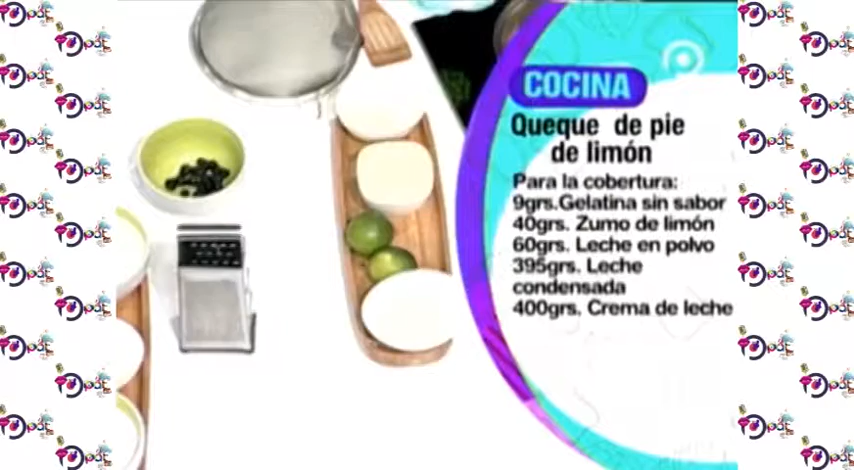 COCINA
Queque de pie
de limón
Para la cobertura:
9grs.Gelatina sin sabor
40grs. Zumo de limón
60grs. Leche en polvo
395grs. Leche
condensada
400grs. Crema de leche